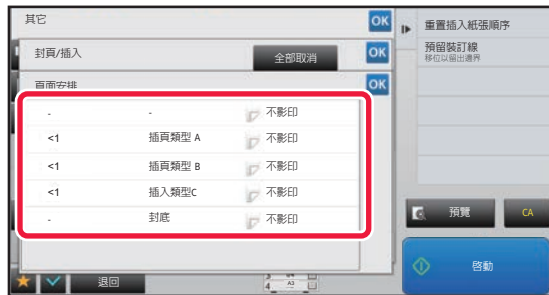 其它
OK
封頁/插入
全部取消
OK
頁面安排
OK
-
-
不影印
<1
插頁類型 A
不影印
<1
插頁類型 B
不影印
<1
插入類型C
不影印
-
封底
不影印
退回
4
A3
重置插入紙張順序
預留裝訂線
移位以留出邊界
預覽
CA
啓動